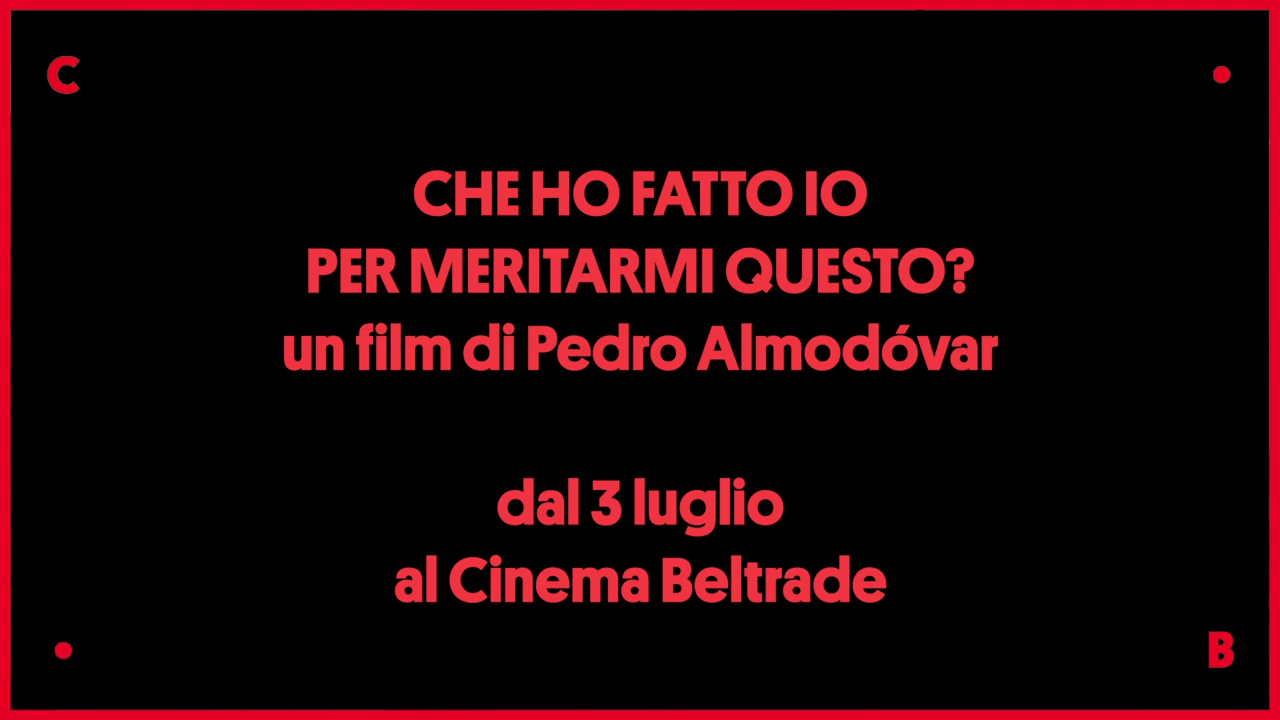 C
CHE HO FATTO IO
PER MERITARMI QUESTO?
un film di Pedro Almodóvar
dal 3 luglio
al Cinema Beltrade
B